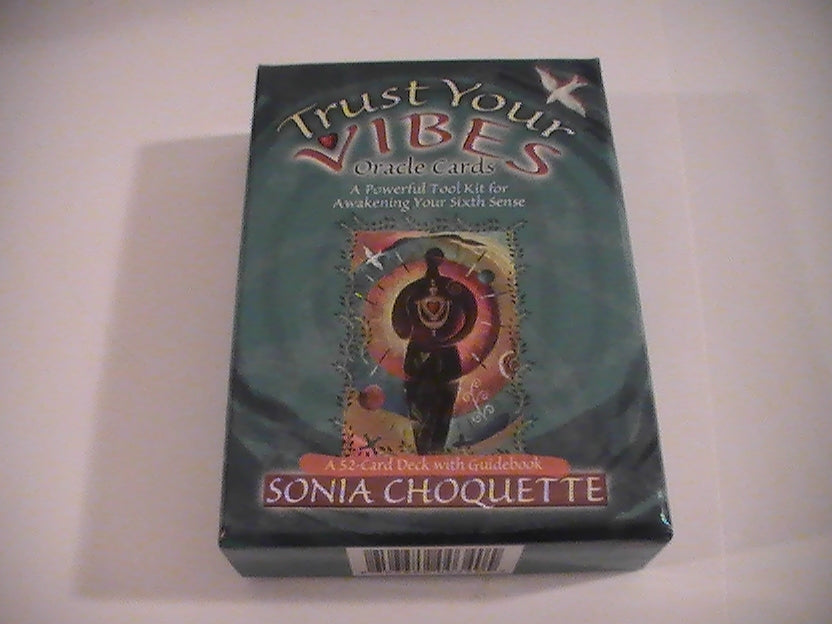 Trust Your
VIBES
Oracle Cards
A Powerful Tool Kit for
Awakening Your Sixth Sense
A 52-Card Deck with Guidebook
SONIA CHOQUETTE